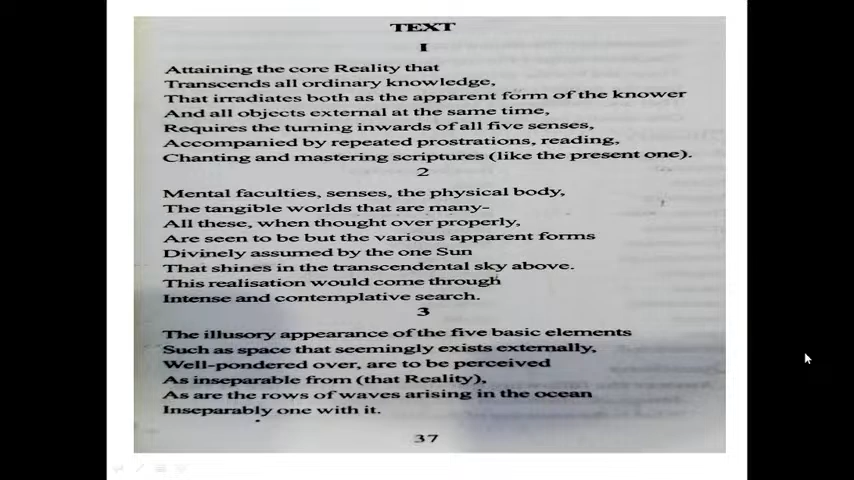 TEXT
I
Attaining the core Reality that
Transcends all ordinary knowledge,
That irradiates both as the apparent form of the knower
And all objects external at the same time,
Requires the turning inwards of all five senses,
Accompanied by repeated prostrations, reading,
Chanting and mastering scriptures (like the present one).
2
Mental faculties, senses, the physical body,
The tangible worlds that are many-
All these, when thought over properly,
Are seen to be but the various apparent forms
Divinely assumed by the one Sun
That shines in the transcendental sky above.
This realisation would come through
Intense and contemplative search.
3
The illusory appearance of the five basic elements
Such as space that seemingly exists externally,
Well-pondered over, are to be perceived
As inseparable from (that Reality),
As are the rows of waves arising in the ocean
Inseparably one with it.
37